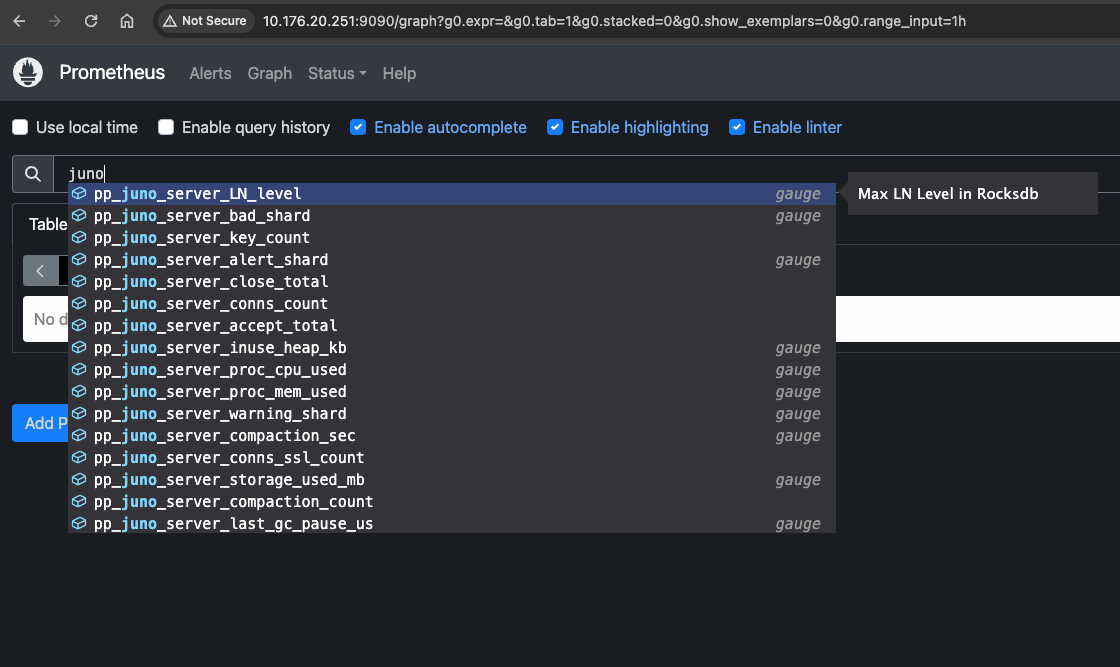 Not Secure 10.176.20.251:9090/graph?g0.expr=&g0.tab=1&g0.stacked=0&g0.show_exemplars=0&g0.range_input=1h
Prometheus Alerts Graph Status Help
Use local time Enable query history Enable autocomplete Enable highlighting Enable linter
juno
pp_juno_server_LN_level gauge Max LN Level in Rocksdb
pp_juno_server_bad_shard gauge
Table
pp_juno_server_key_count
pp_juno_server_alert_shard gauge
pp_juno_server_close_total
pp_juno_server_conns_count
No d
pp_juno_server_accept_total
pp_juno_server_inuse_heap_kb gauge
pp_juno_server_proc_cpu_used gauge
pp_juno_server_proc_mem_used gauge
pp_juno_server_warning_shard gauge
Add P
pp_juno_server_compaction_sec gauge
pp_juno_server_conns_ssl_count
pp_juno_server_storage_used_mb gauge
pp_juno_server_compaction_count
pp_juno_server_last_gc_pause_us gauge